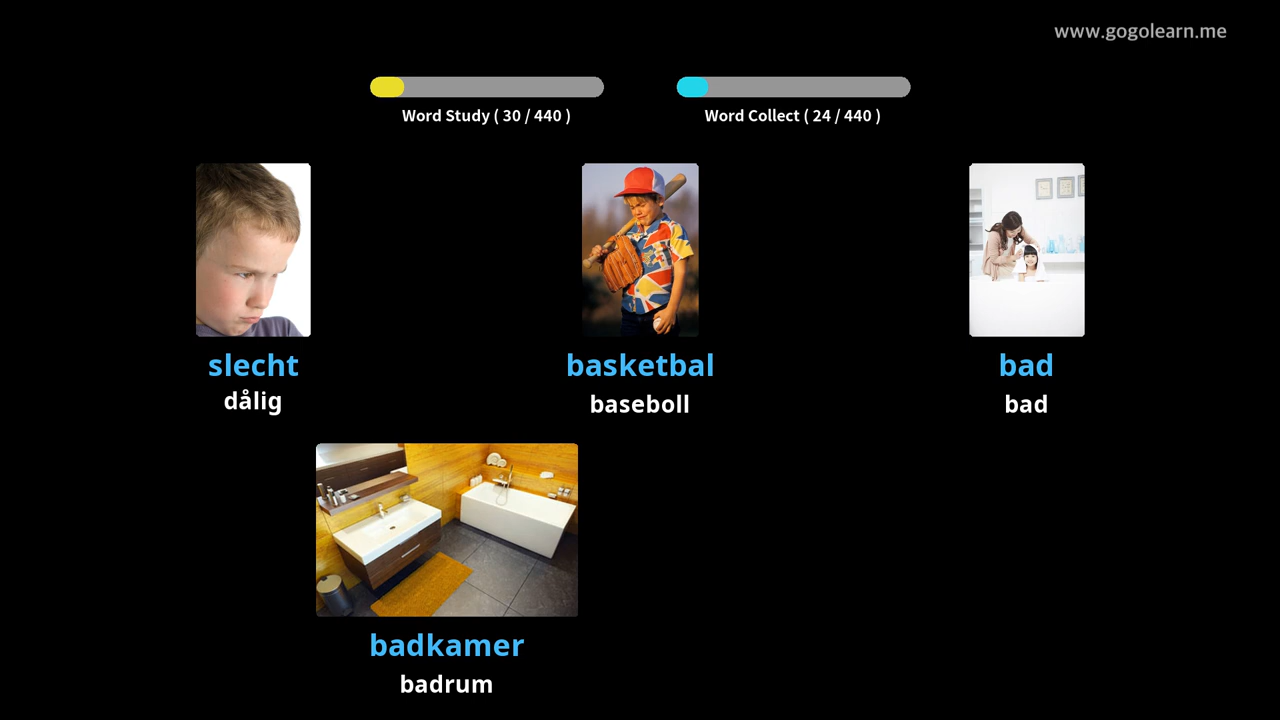 www.gogolearn.me
Word Study ( 30 / 440 )
Word Collect ( 24 / 440 )
slecht
dålig
basketbal
baseboll
bad
bad
badkamer
badrum